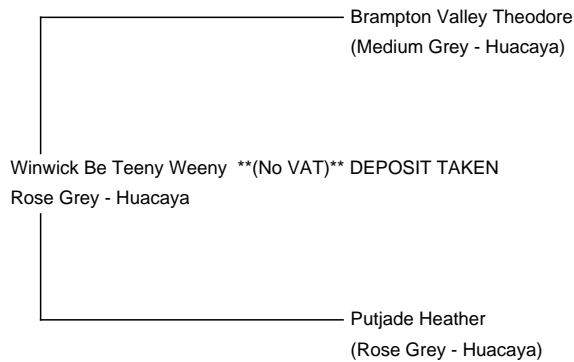 Brampton Valley Theodore
(Medium Grey - Huacaya)
Winwick Be Teeny Weeny  **(No VAT)** DEPOSIT TAKEN
Rose Grey - Huacaya
Putjade Heather
(Rose Grey - Huacaya)